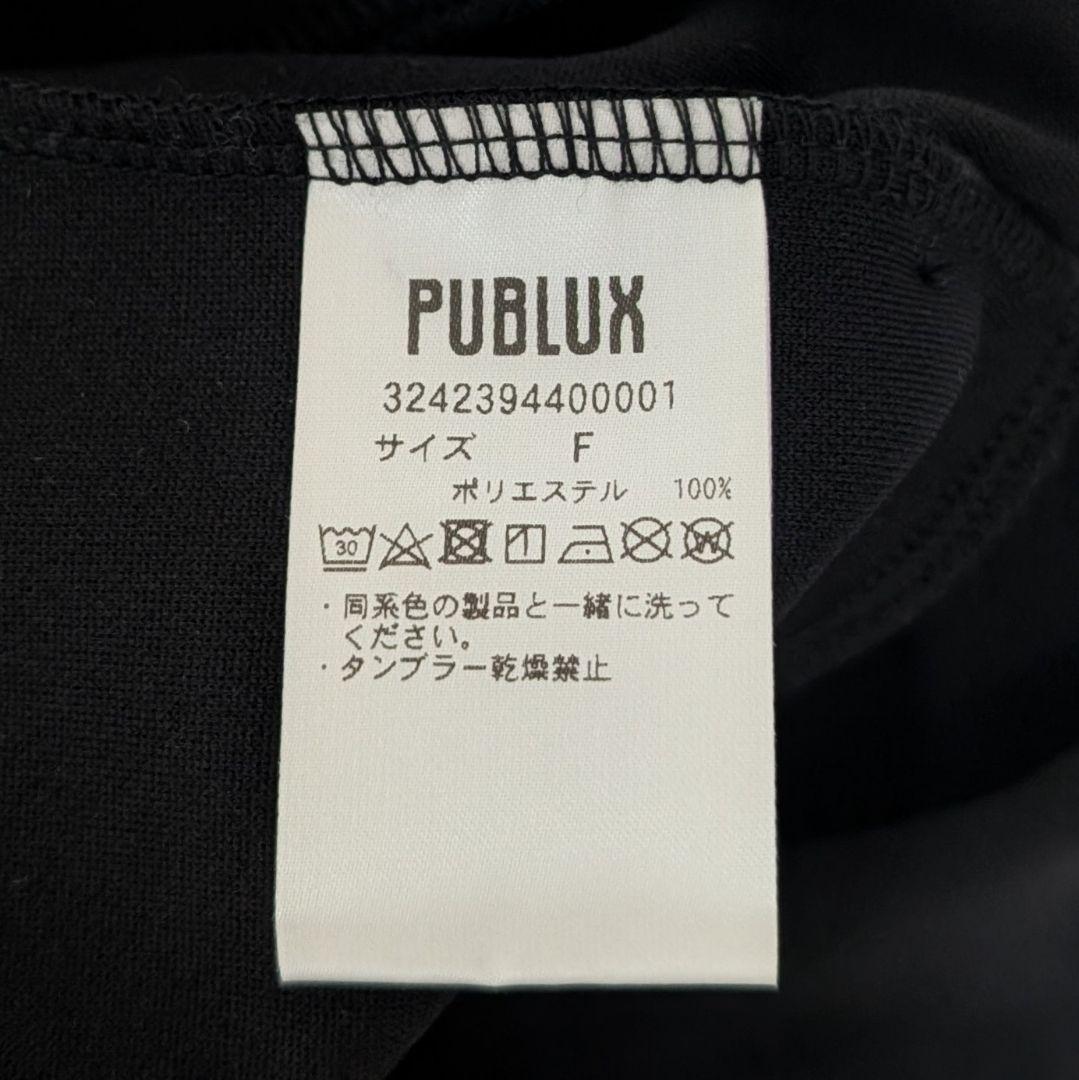 PUBLUX
3242394400001
サイズ F
ポリエステル 100%
30 W
・同系色の製品と一緒に洗って
ください。
・タンブラー乾燥禁止